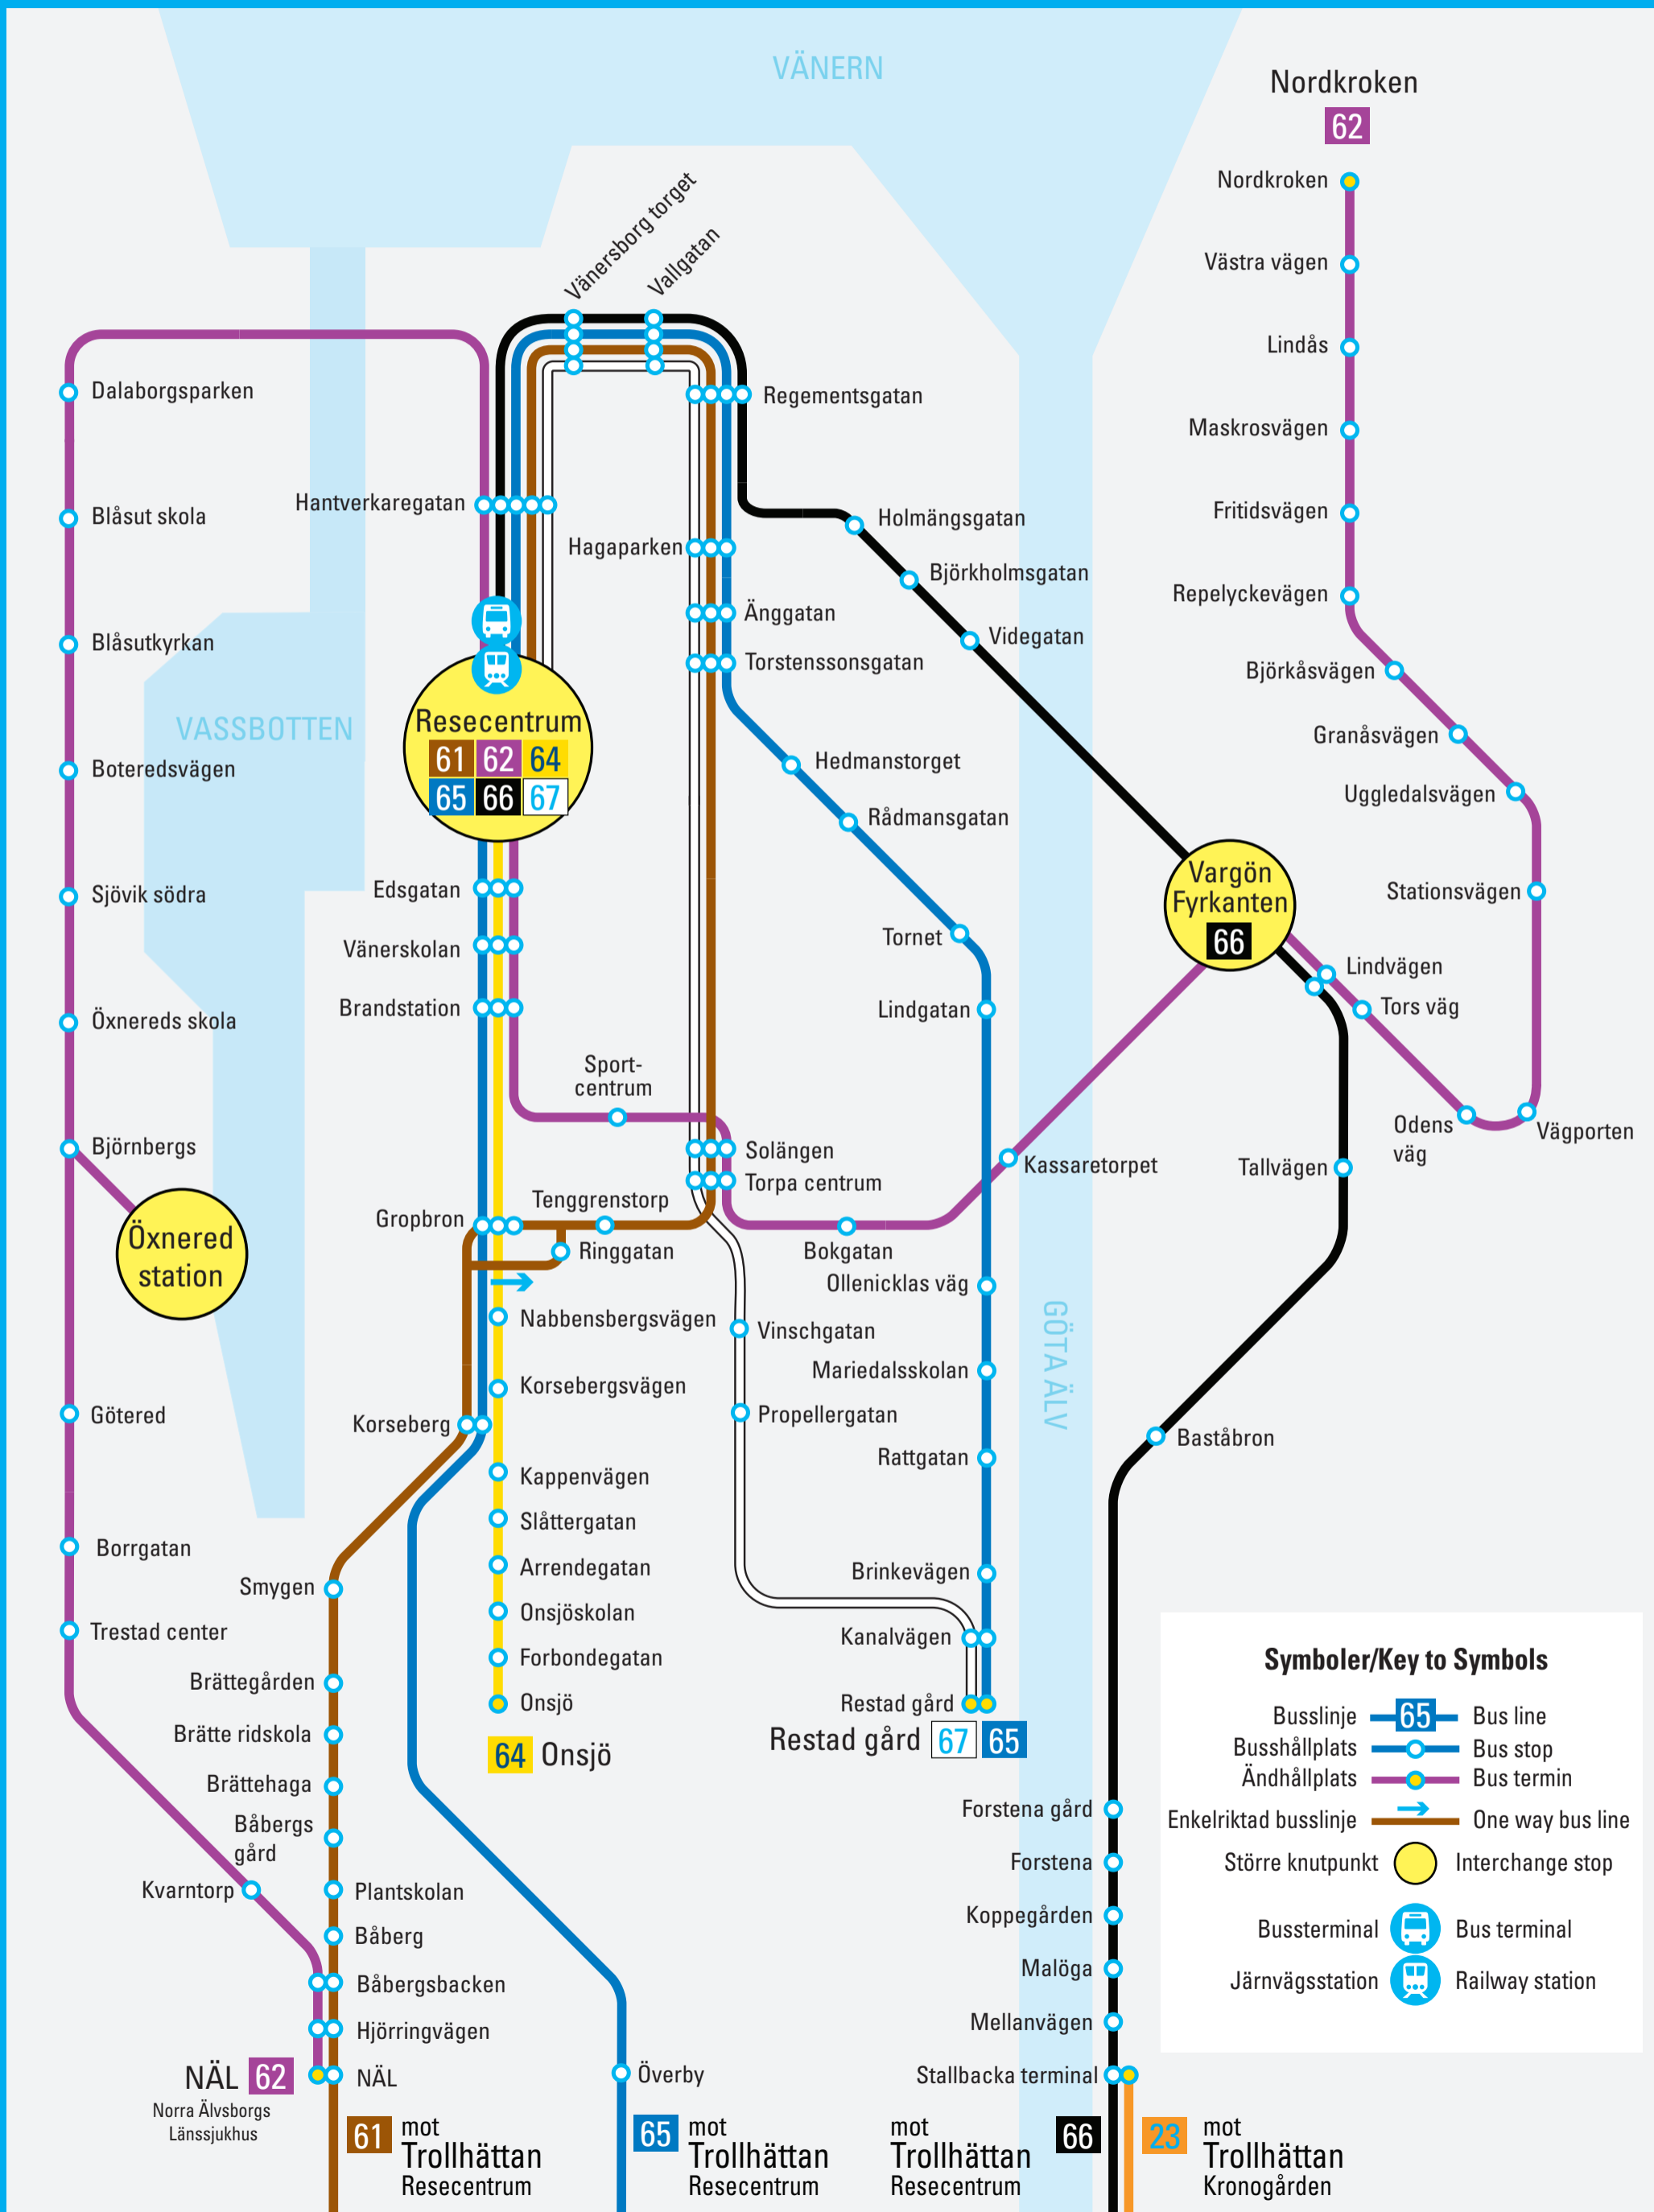 VÄNERN
Nordkroken
62
Nordkroken
Västra vägen
Lindås
Maskrosvägen
Fritidsvägen
Repelyckevägen
Björkåsvägen
Granåsvägen
Uggledalsvägen
Stationsvägen
Vägporten
Odens
väg
Tors väg
Lindvägen
Vänersborg torget
Vallgatan
Regementsgatan
Hantverkaregatan
Dalaborgsparken
Blåsut skola
Blåsutkyrkan
Boteredsvägen
Sjövik södra
Öxnereds skola
Björnbergs
Öxnered
station
Götered
Borrgatan
Trestad center
Kvarntorp
VASSBOTTEN
Resecentrum
61 62 64
65 66 67
Hagaparken
Änggatan
Torstenssonsgatan
Holmängsgatan
Björkholmsgatan
Videgatan
Hedmanstorget
Rådmansgatan
Tornet
Lindgatan
Vargön
Fyrkanten
66
Edsgatan
Vänerskolan
Brandstation
Sport-
centrum
Solängen
Torpa centrum
Kassaretorpet
Tallvägen
Gropbron
Tenggrenstorp
Ringgatan
Bokgatan
Ollenicklas väg
GÖTA ÄLV
Nabbensbergsvägen
Vinschgatan
Mariedalsskolan
Korsebergsvägen
Propellergatan
Korseberg
Rattgatan
Baståbron
Kappenvägen
Slåttergatan
Arrendegatan
Onsjöskolan
Forbondegatan
Onsjö
64 Onsjö
Brinkevägen
Kanalvägen
Restad gård
Restad gård 67 65
Smygen
Brättegården
Brätte ridskola
Brättehaga
Båbergs
gård
Plantskolan
Båberg
Båbergsbacken
Hjörringvägen
NÄL
NÄL 62
Norra Älvsborgs
Länssjukhus
Överby
Forstena gård
Forstena
Koppegården
Malöga
Mellanvägen
Stallbacka terminal
61 mot
Trollhättan
Resecentrum
65 mot
Trollhättan
Resecentrum
mot 66
Trollhättan
Resecentrum
23 mot
Trollhättan
Kronogården
Symboler/Key to Symbols
Busslinje 65 Bus line
Busshållplats Bus stop
Ändhållplats Bus termin
Enkelriktad busslinje One way bus line
Större knutpunkt Interchange stop
Bussterminal Bus terminal
Järnvägsstation Railway station